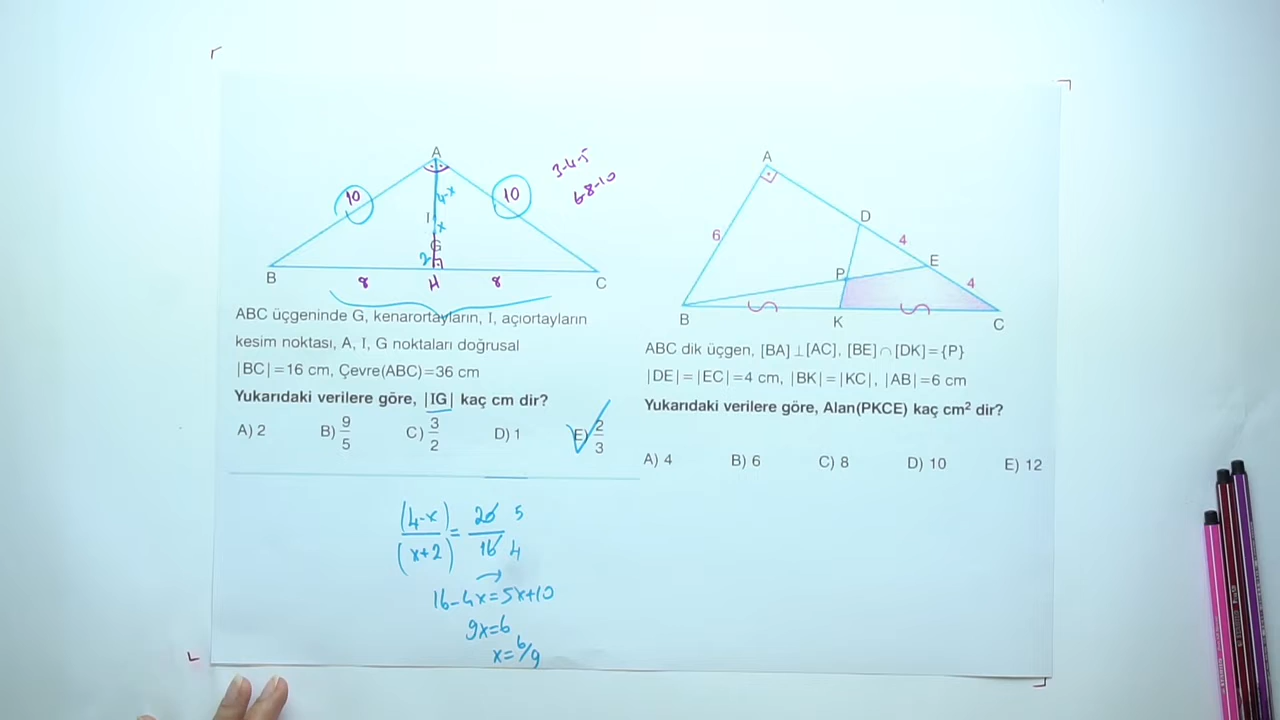 A
10
10
3-4-5
6-8-10
4-x
I
x
G
2
B
8
H
8
C
ABC üçgeninde G, kenarortayların, I, açıortayların
kesim noktası, A, I, G noktaları doğrusal
|BC|=16 cm, Çevre(ABC)=36 cm
Yukarıdaki verilere göre, |IG| kaç cm dir?
A) 2 B) 9/5 C) 3/2 D) 1 E) 2/3
(4-x)/(x+2) = 20/16 5/4
16-4x=5x+10
9x=6
x=6/9
A
D
6
4
E
P
4
B
K
C
ABC dik üçgen, [BA]⊥[AC], [BE]∩[DK]={P}
|DE|=|EC|=4 cm, |BK|=|KC|, |AB|=6 cm
Yukarıdaki verilere göre, Alan(PKCE) kaç cm² dir?
A) 4 B) 6 C) 8 D) 10 E) 12